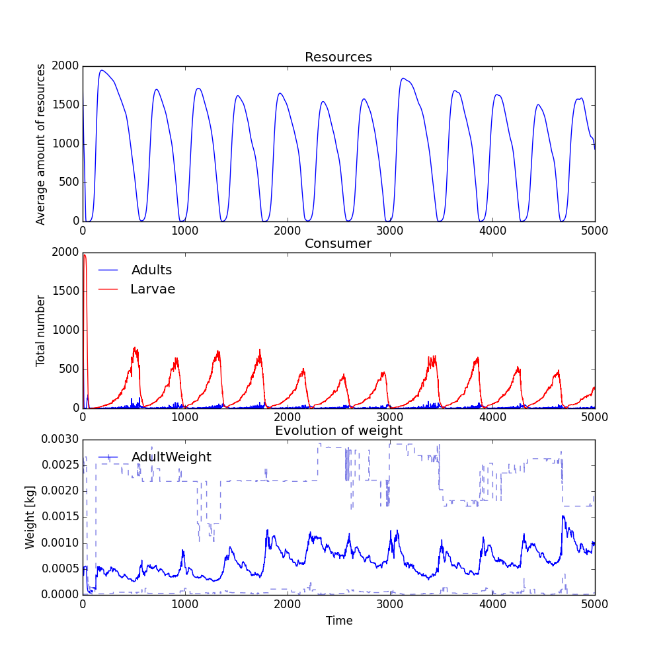 Resources
2000
1500
1000
500
0
0 1000 2000 3000 4000 5000
Average amount of resources
Consumer
2000
1500
1000
500
0
Adults
Larvae
0 1000 2000 3000 4000 5000
Total number
Evolution of weight
0.0030
0.0025
0.0020
0.0015
0.0010
0.0005
0.0000
AdultWeight
0 1000 2000 3000 4000 5000
Weight [kg]
Time